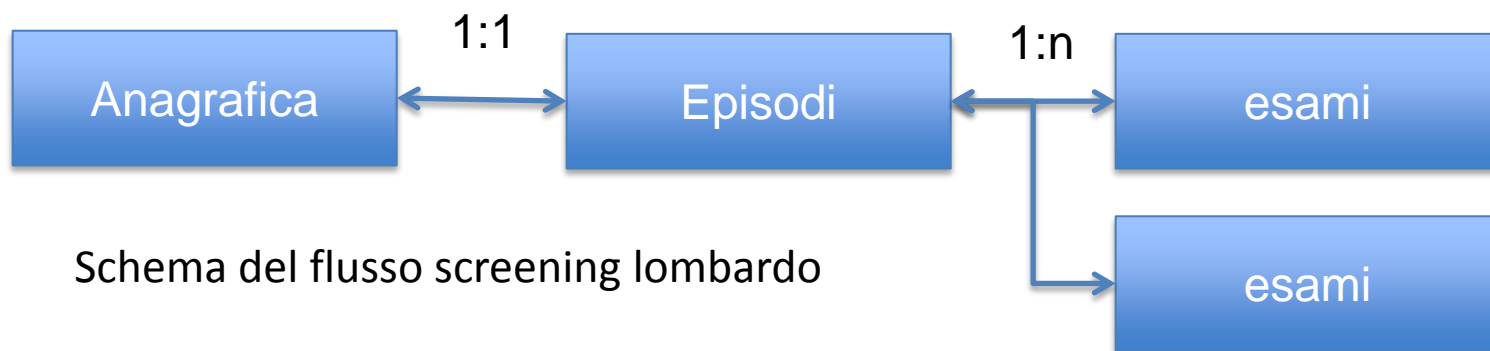 1:1
1:n
Anagrafica
Episodi
esami
Schema del flusso screening lombardo
esami